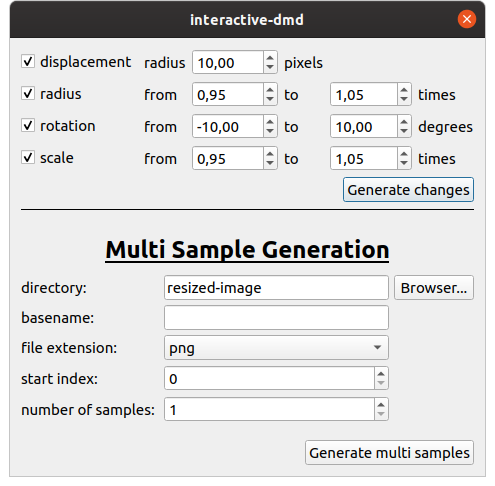 interactive-dmd
displacement radius 10,00 pixels
radius from 0,95 to 1,05 times
rotation from -10,00 to 10,00 degrees
scale from 0,95 to 1,05 times
Generate changes
Multi Sample Generation
directory: resized-image Browser...
basename:
file extension: png
start index: 0
number of samples: 1
Generate multi samples